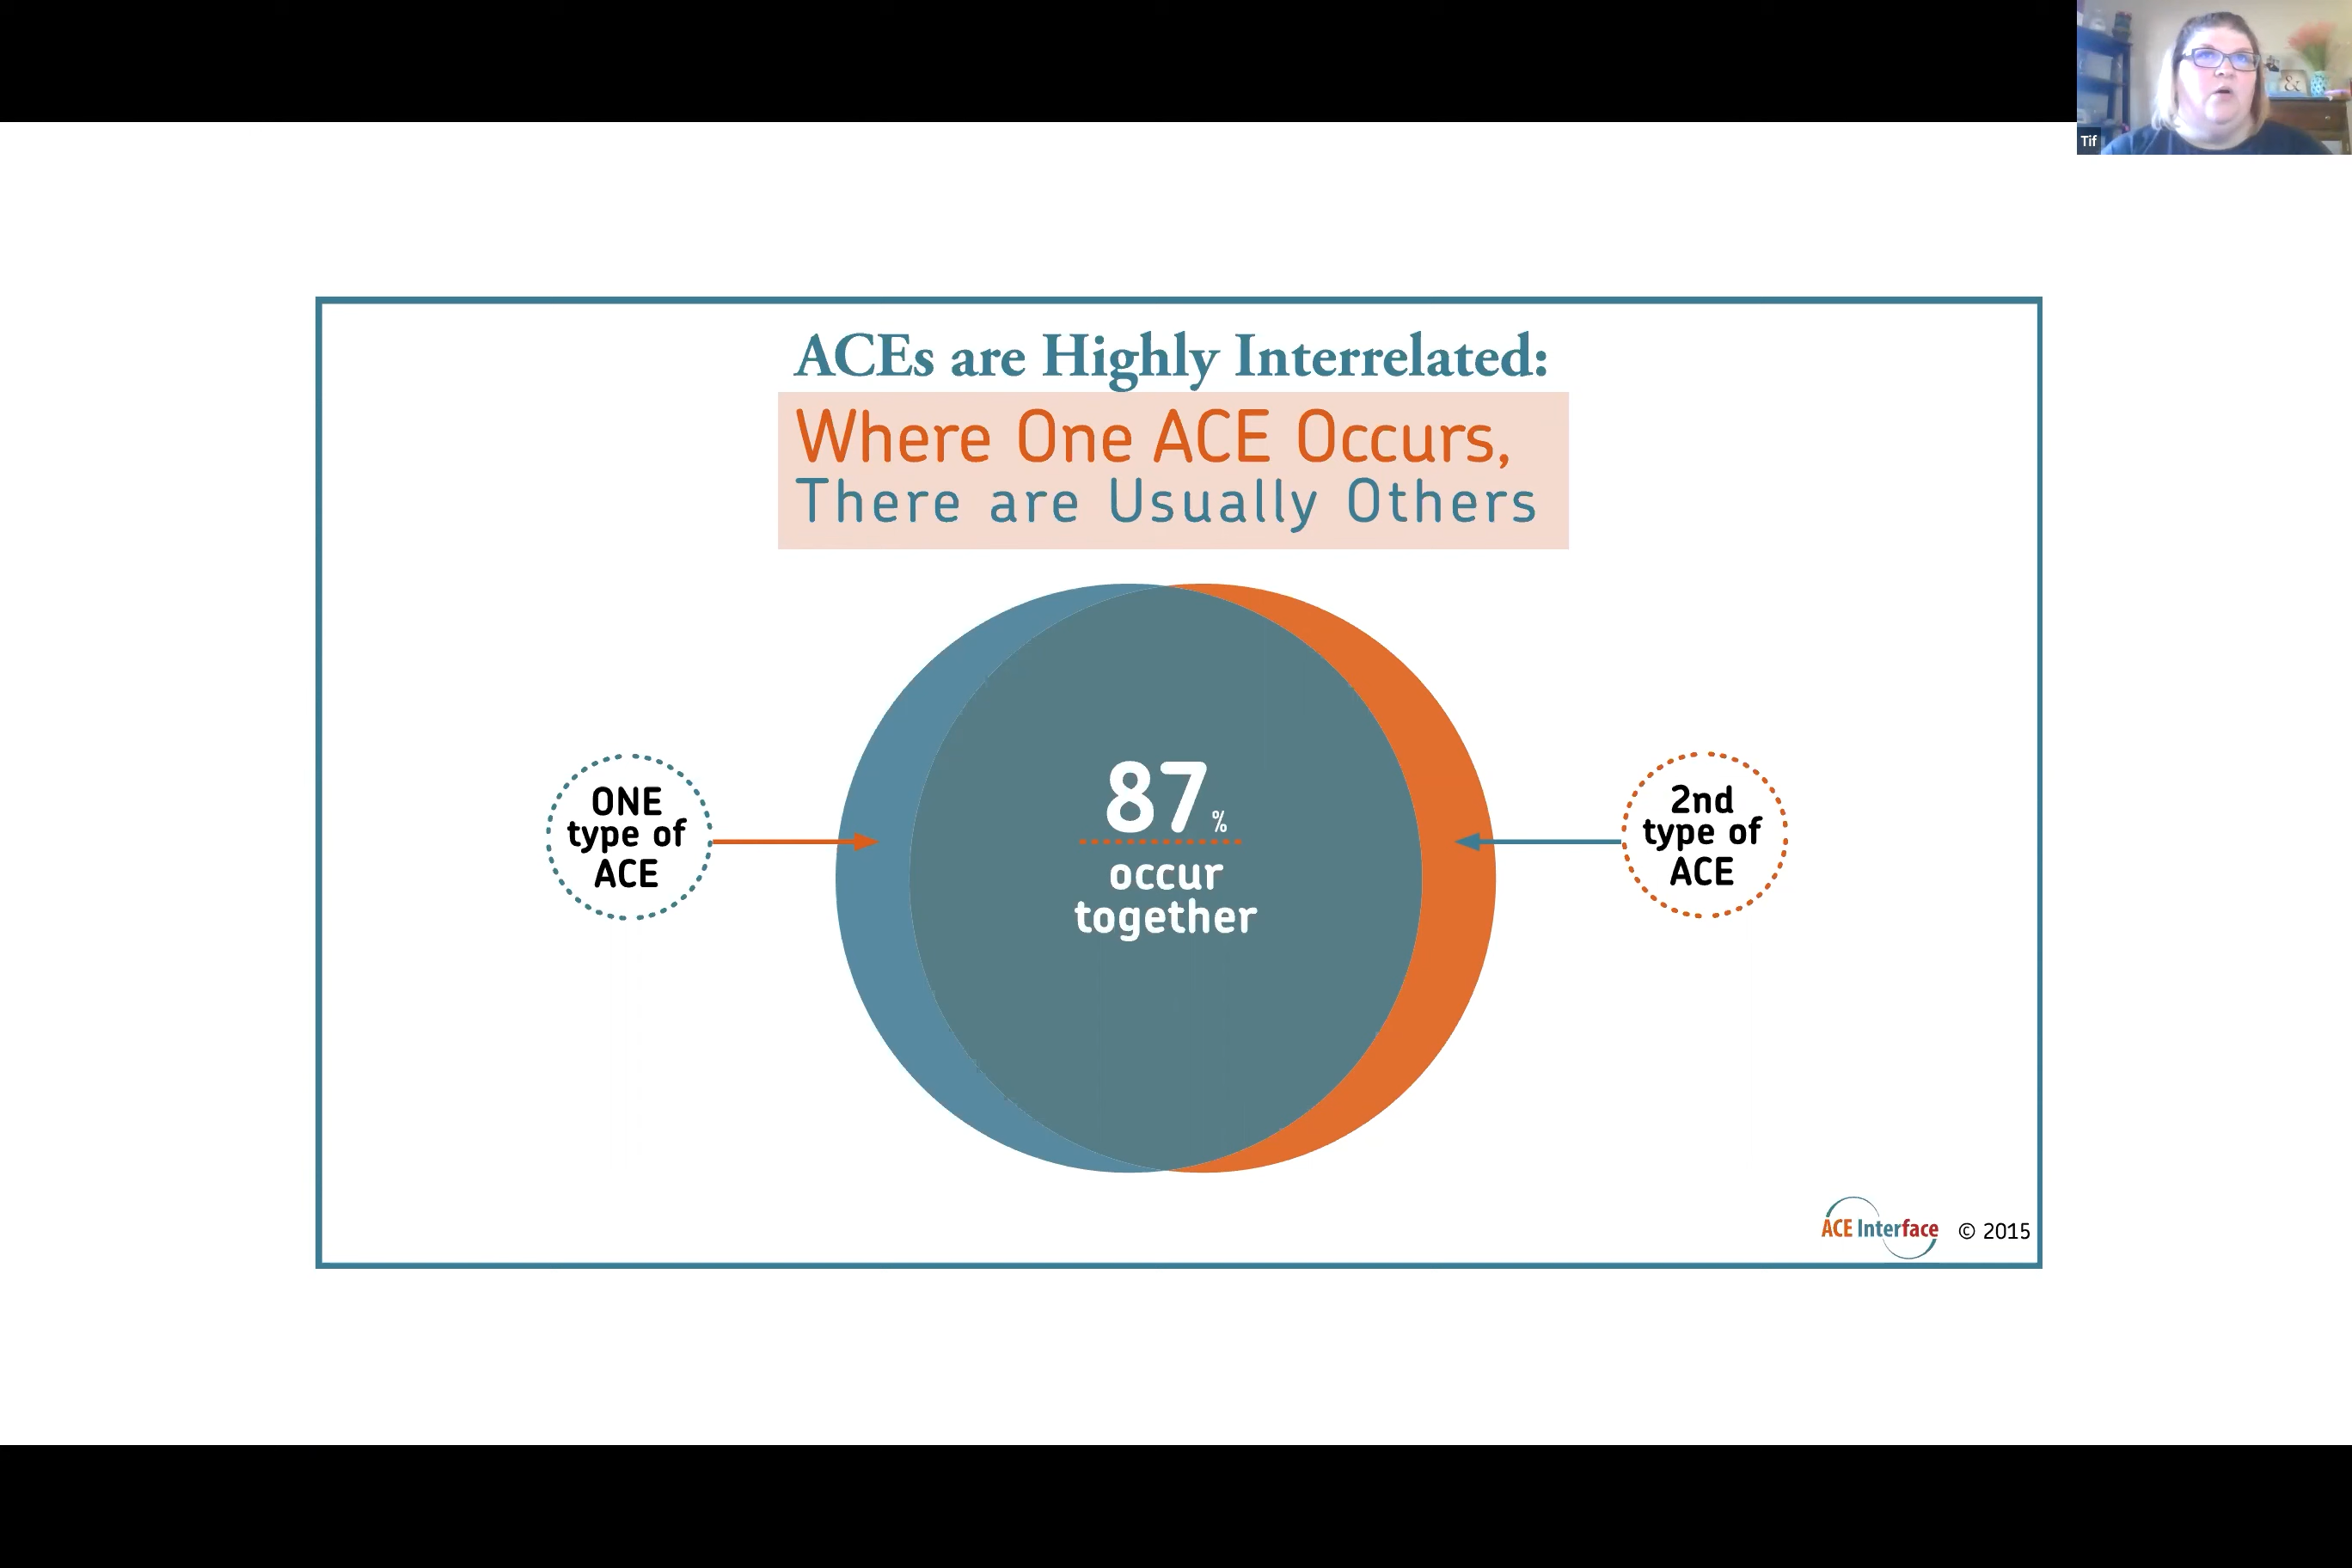 Tif
ACEs are Highly Interrelated:
Where One ACE Occurs,
There are Usually Others
ONE
type of
ACE
87%
occur
together
2nd
type of
ACE
ACE Interface © 2015
&